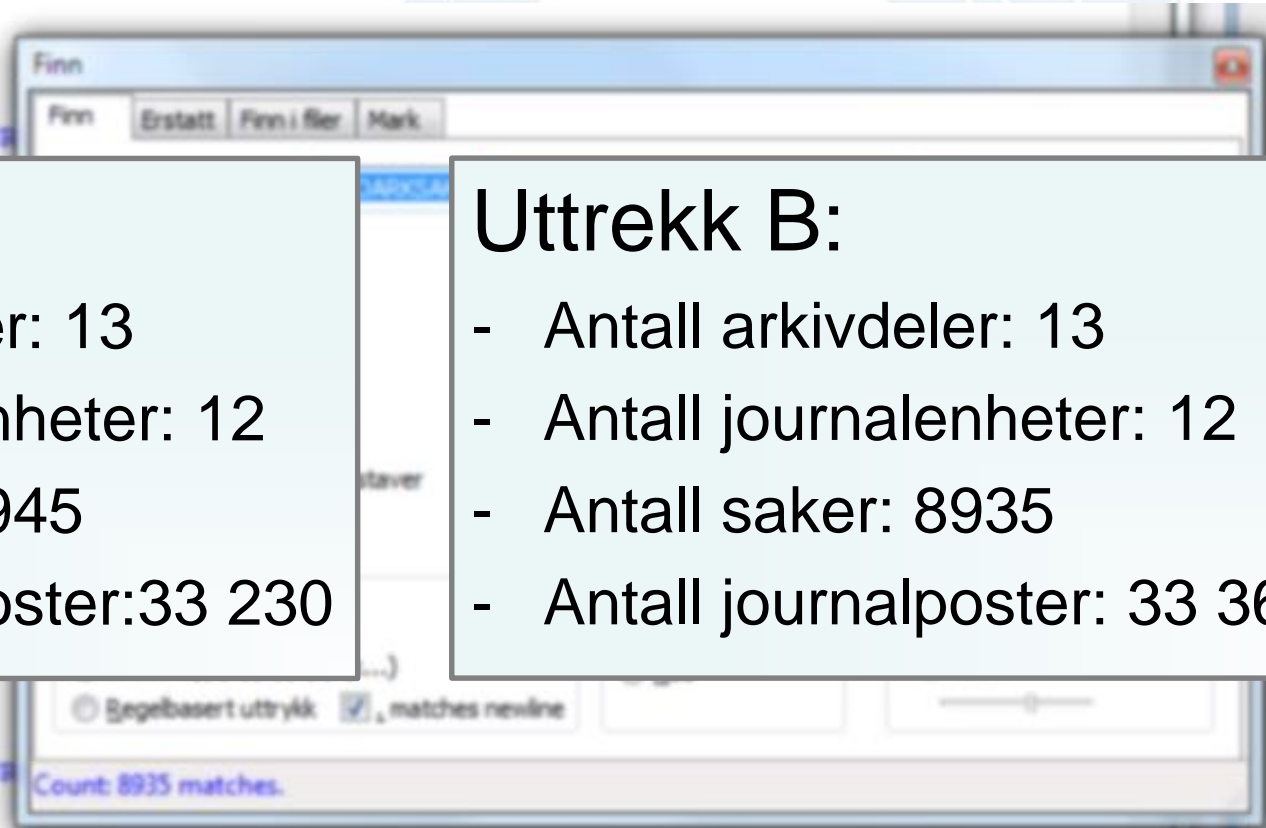 Finn
Finn Erstatt Finn i filer Mark
er: 13
nheter: 12
945
oster:33 230
Uttrekk B:
- Antall arkivdeler: 13
- Antall journalenheter: 12
- Antall saker: 8935
- Antall journalposter: 33 36
staver
...)
Regelbasert uttrykk . matches newline
Count: 8935 matches.